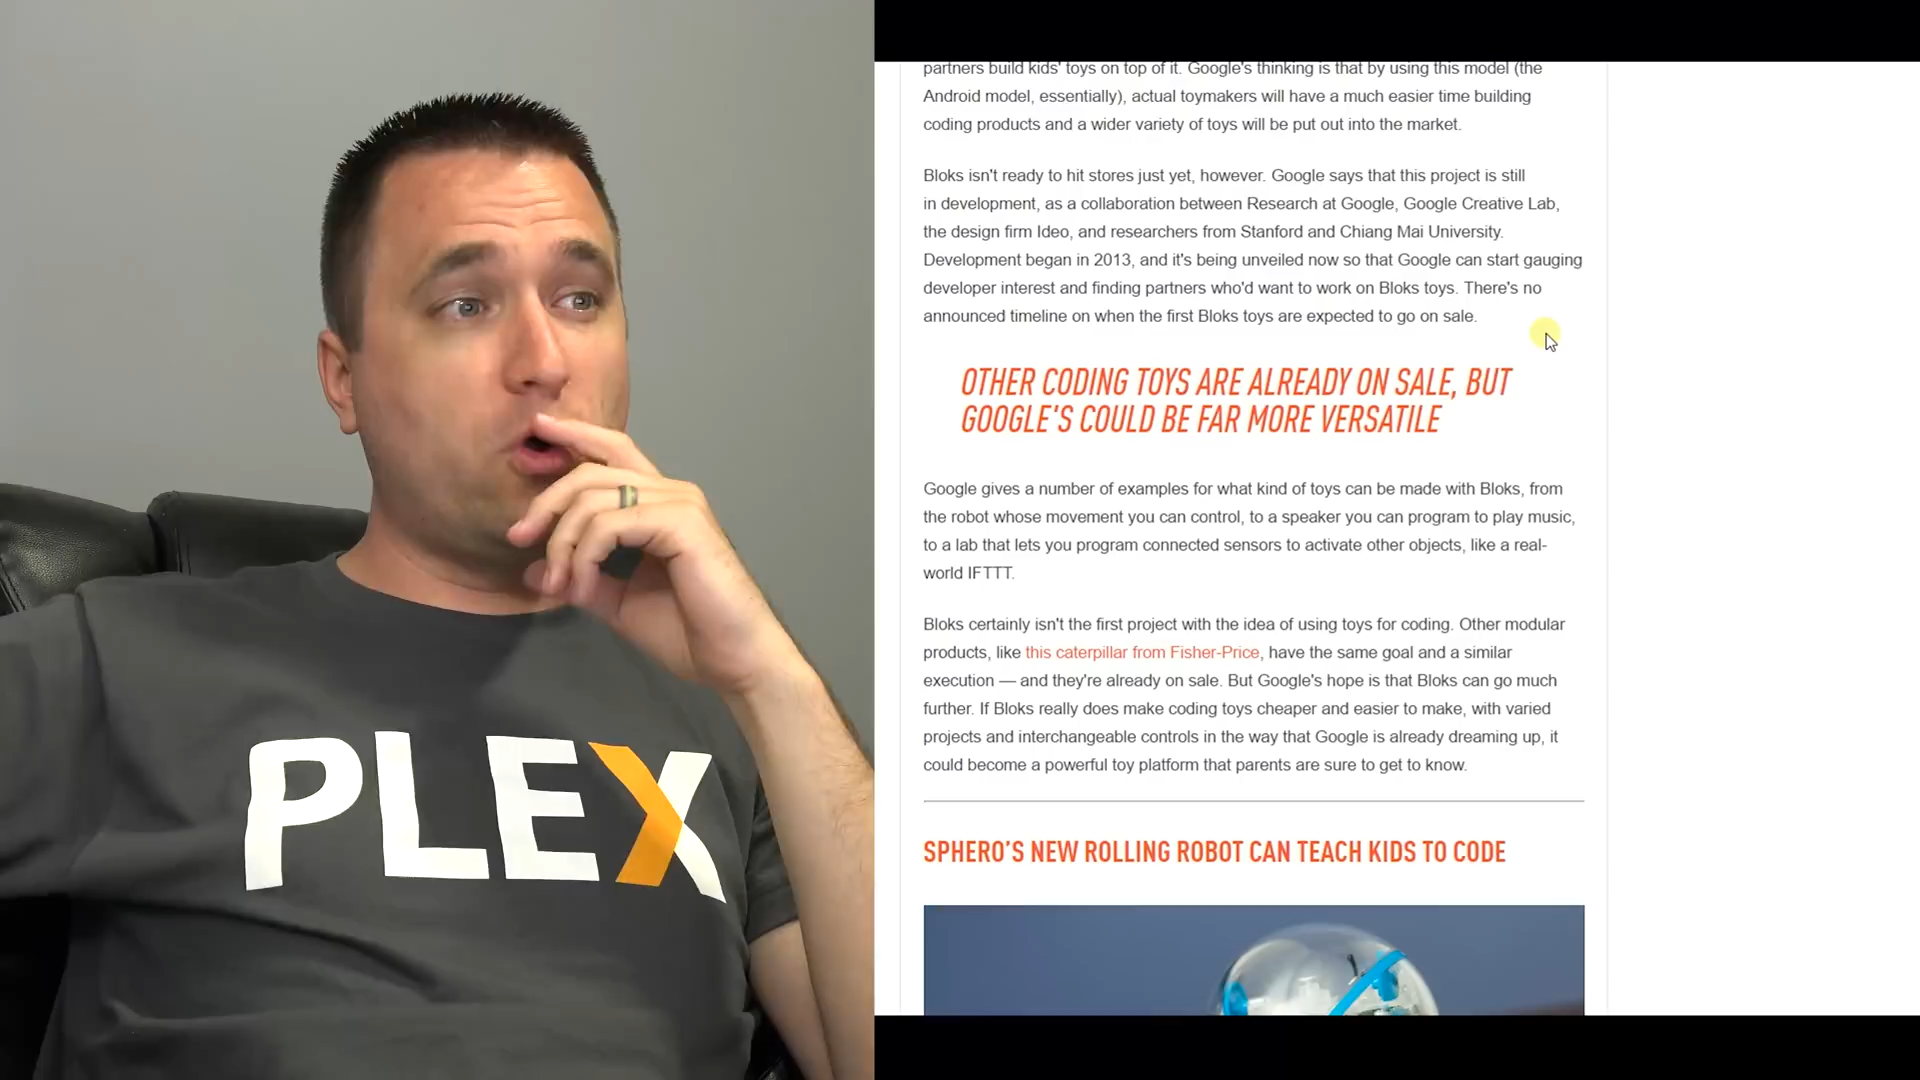 PLEX
partners build kids' toys on top of it. Google's thinking is that by using this model (the
Android model, essentially), actual toymakers will have a much easier time building
coding products and a wider variety of toys will be put out into the market.
Bloks isn't ready to hit stores just yet, however. Google says that this project is still
in development, as a collaboration between Research at Google, Google Creative Lab,
the design firm Ideo, and researchers from Stanford and Chiang Mai University.
Development began in 2013, and it's being unveiled now so that Google can start gauging
developer interest and finding partners who'd want to work on Bloks toys. There's no
announced timeline on when the first Bloks toys are expected to go on sale.
OTHER CODING TOYS ARE ALREADY ON SALE, BUT
GOOGLE'S COULD BE FAR MORE VERSATILE
Google gives a number of examples for what kind of toys can be made with Bloks, from
the robot whose movement you can control, to a speaker you can program to play music,
to a lab that lets you program connected sensors to activate other objects, like a real-
world IFTTT.
Bloks certainly isn't the first project with the idea of using toys for coding. Other modular
products, like this caterpillar from Fisher-Price, have the same goal and a similar
execution — and they're already on sale. But Google's hope is that Bloks can go much
further. If Bloks really does make coding toys cheaper and easier to make, with varied
projects and interchangeable controls in the way that Google is already dreaming up, it
could become a powerful toy platform that parents are sure to get to know.
SPHERO'S NEW ROLLING ROBOT CAN TEACH KIDS TO CODE